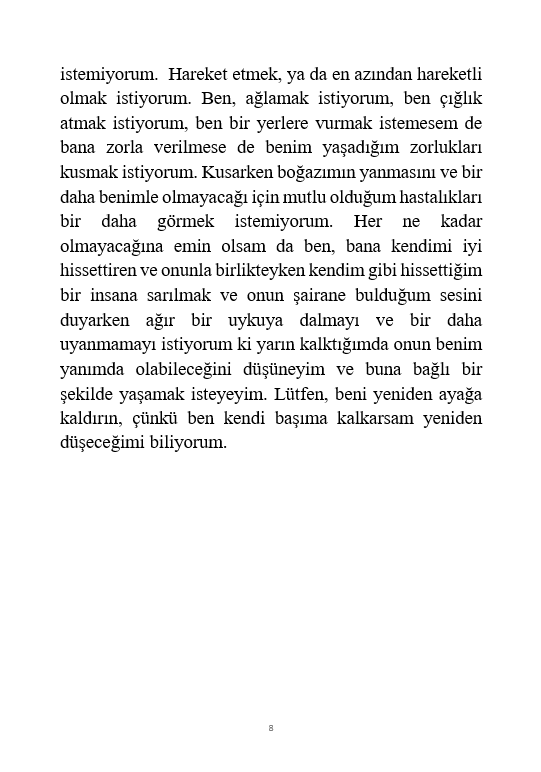 istemiyorum.  Hareket etmek, ya da en azından hareketli
olmak istiyorum. Ben, ağlamak istiyorum, ben çığlık
atmak istiyorum, ben bir yerlere vurmak istemesem de
bana zorla verilmese de benim yaşadığım zorlukları
kusmak istiyorum. Kusarken boğazımın yanmasını ve bir
daha benimle olmayacağı için mutlu olduğum hastalıkları
bir daha görmek istemiyorum. Her ne kadar
olmayacağına emin olsam da ben, bana kendimi iyi
hissettiren ve onunla birlikteyken kendim gibi hissettiğim
bir insana sarılmak ve onun şairane bulduğum sesini
duyarken ağır bir uykuya dalmayı ve bir daha
uyanmamayı istiyorum ki yarın kalktığımda onun benim
yanımda olabileceğini düşüneyim ve buna bağlı bir
şekilde yaşamak isteyeyim. Lütfen, beni yeniden ayağa
kaldırın, çünkü ben kendi başıma kalkarsam yeniden
düşeceğimi biliyorum.
8